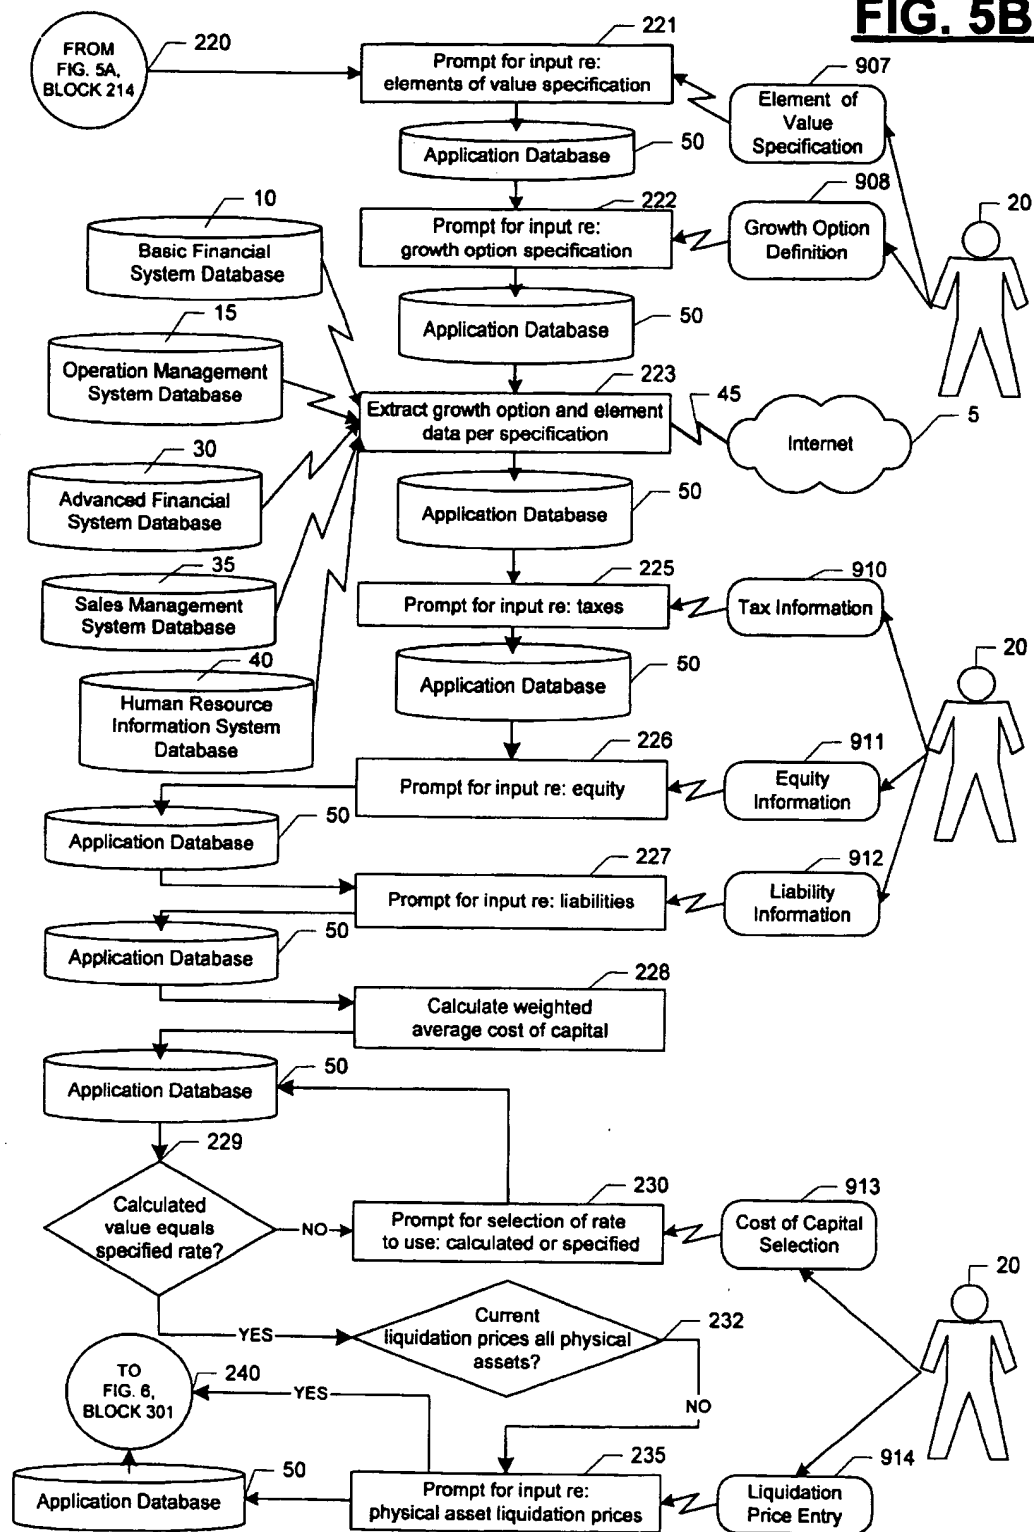 FIG. 5B
FROM
FIG. 5A,
BLOCK 214
220
221
Prompt for input re:
elements of value specification
907
Element of
Value
Specification
Application Database
50
908
20
10
222
Basic Financial
System Database
Prompt for input re:
growth option specification
Growth Option
Definition
15
Application Database
50
Operation Management
System Database
223
45
5
Extract growth option and element
data per specification
Internet
30
Advanced Financial
System Database
Application Database
50
35
225
910
Sales Management
System Database
Prompt for input re: taxes
Tax Information
20
40
Application Database
50
Human Resource
Information System
Database
226
911
Prompt for input re: equity
Equity
Information
50
Application Database
227
912
Prompt for input re: liabilities
Liability
Information
50
Application Database
228
Calculate weighted
average cost of capital
50
Application Database
229
230
913
Calculated
value equals
specified rate?
NO
Prompt for selection of rate
to use: calculated or specified
Cost of Capital
Selection
20
YES
Current
liquidation prices all physical
assets?
232
TO
FIG. 6,
BLOCK 301
240
YES
NO
235
914
50
Application Database
Prompt for input re:
physical asset liquidation prices
Liquidation
Price Entry